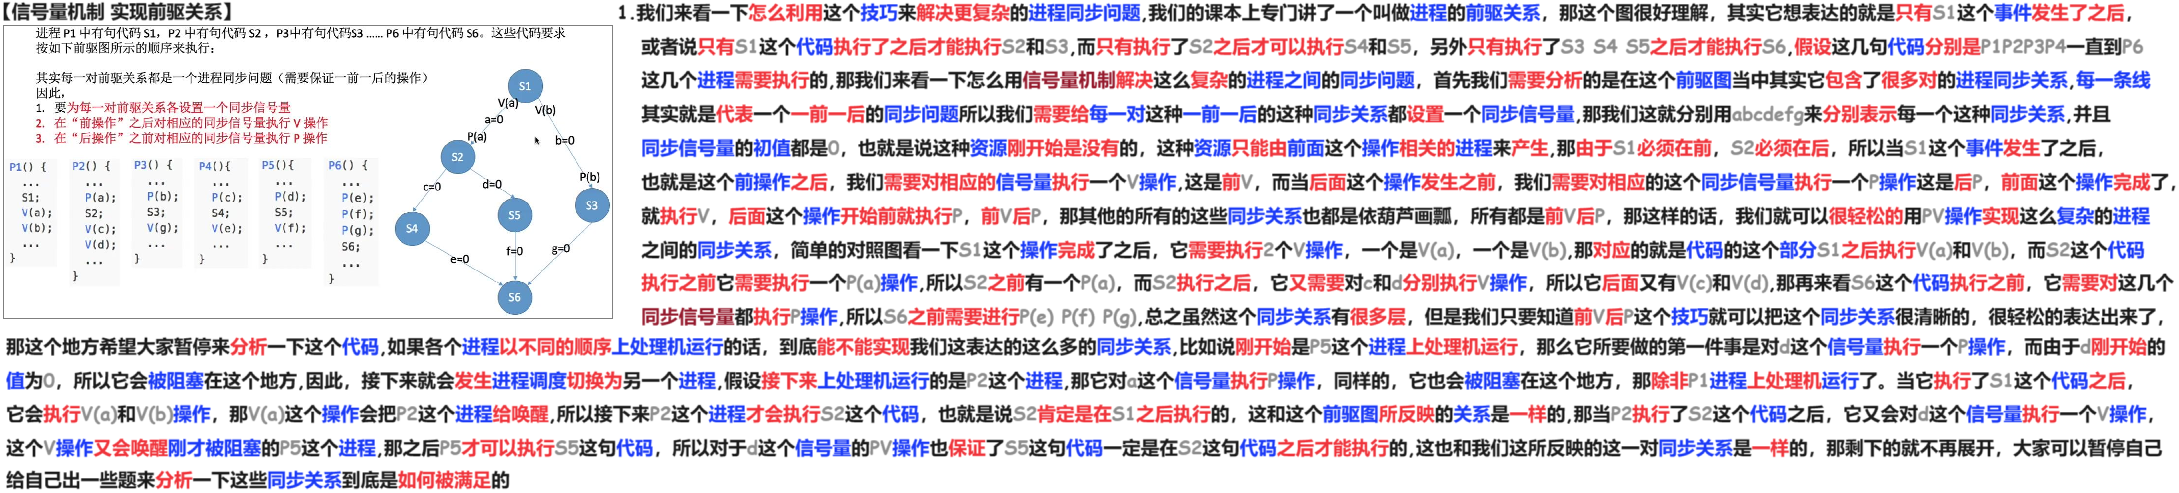 【信号量机制 实现前驱关系】
进程 P1 中有句代码 S1，P2 中有句代码 S2 ，P3中有句代码S3 …… P6 中有句代码 S6。这些代码要求
按如下前驱图所示的顺序来执行：
其实每一对前驱关系都是一个进程同步问题（需要保证一前一后的操作）
因此，
1. 要为每一对前驱关系各设置一个同步信号量
2. 在“前操作”之后对相应的同步信号量执行 V 操作
3. 在“后操作”之前对相应的同步信号量执行 P 操作
P1() {
...
S1;
V(a);
V(b);
...
}
P2() {
...
P(a);
S2;
V(c);
V(d);
...
}
P3() {
...
P(b);
S3;
V(g);
...
}
P4(){
...
P(c);
S4;
V(e);
...
}
P5(){
...
P(d);
S5;
V(f);
...
}
P6() {
...
P(e);
P(f);
P(g);
S6;
...
}
S1
V(a)
V(b)
a=0
P(a)
b=0
S2
P(b)
c=0
d=0
S3
S4
S5
f=0
g=0
e=0
S6
1.我们来看一下怎么利用这个技巧来解决更复杂的进程同步问题,我们的课本上专门讲了一个叫做进程的前驱关系，那这个图很好理解，其实它想表达的就是只有S1这个事件发生了之后，
或者说只有S1这个代码执行了之后才能执行S2和S3,而只有执行了S2之后才可以执行S4和S5，另外只有执行了S3 S4 S5之后才能执行S6,假设这几句代码分别是P1P2P3P4一直到P6
这几个进程需要执行的,那我们来看一下怎么用信号量机制解决这么复杂的进程之间的同步问题，首先我们需要分析的是在这个前驱图当中其实它包含了很多对的进程同步关系,每一条线
其实就是代表一个一前一后的同步问题所以我们需要给每一对这种一前一后的这种同步关系都设置一个同步信号量,那我们这就分别用abcdefg来分别表示每一个这种同步关系,并且
同步信号量的初值都是0，也就是说这种资源刚开始是没有的，这种资源只能由前面这个操作相关的进程来产生,那由于S1必须在前，S2必须在后，所以当S1这个事件发生了之后，
也就是这个前操作之后，我们需要对相应的信号量执行一个V操作,这是前V，而当后面这个操作发生之前，我们需要对相应的这个同步信号量执行一个P操作这是后P，前面这个操作完成了，
就执行V，后面这个操作开始前就执行P，前V后P，那其他的所有的这些同步关系也都是依葫芦画瓢，所有都是前V后P，那这样的话，我们就可以很轻松的用PV操作实现这么复杂的进程
之间的同步关系，简单的对照图看一下S1这个操作完成了之后，它需要执行2个V操作，一个是V(a)，一个是V(b),那对应的就是代码的这个部分S1之后执行V(a)和V(b)，而S2这个代码
执行之前它需要执行一个P(a)操作,所以S2之前有一个P(a)，而S2执行之后，它又需要对c和d分别执行V操作，所以它后面又有V(c)和V(d),那再来看S6这个代码执行之前，它需要对这几个
同步信号量都执行P操作,所以S6之前需要进行P(e) P(f) P(g),总之虽然这个同步关系有很多层，但是我们只要知道前V后P这个技巧就可以把这个同步关系很清晰的，很轻松的表达出来了，
那这个地方希望大家暂停来分析一下这个代码,如果各个进程以不同的顺序上处理机运行的话，到底能不能实现我们这表达的这么多的同步关系,比如说刚开始是P5这个进程上处理机运行，那么它所要做的第一件事是对d这个信号量执行一个P操作，而由于d刚开始的
值为0，所以它会被阻塞在这个地方,因此，接下来就会发生进程调度切换为另一个进程,假设接下来上处理机运行的是P2这个进程,那它对a这个信号量执行P操作，同样的，它也会被阻塞在这个地方，那除非P1进程上处理机运行了。当它执行了S1这个代码之后，
它会执行V(a)和V(b)操作，那V(a)这个操作会把P2这个进程给唤醒,所以接下来P2这个进程才会执行S2这个代码，也就是说S2肯定是在S1之后执行的，这和这个前驱图所反映的关系是一样的,那当P2执行了S2这个代码之后，它又会对d这个信号量执行一个V操作，
这个V操作又会唤醒刚才被阻塞的P5这个进程,那之后P5才可以执行S5这句代码，所以对于d这个信号量的PV操作也保证了S5这句代码一定是在S2这句代码之后才能执行的,这也和我们这所反映的这一对同步关系是一样的，那剩下的就不再展开，大家可以暂停自己
给自己出一些题来分析一下这些同步关系到底是如何被满足的